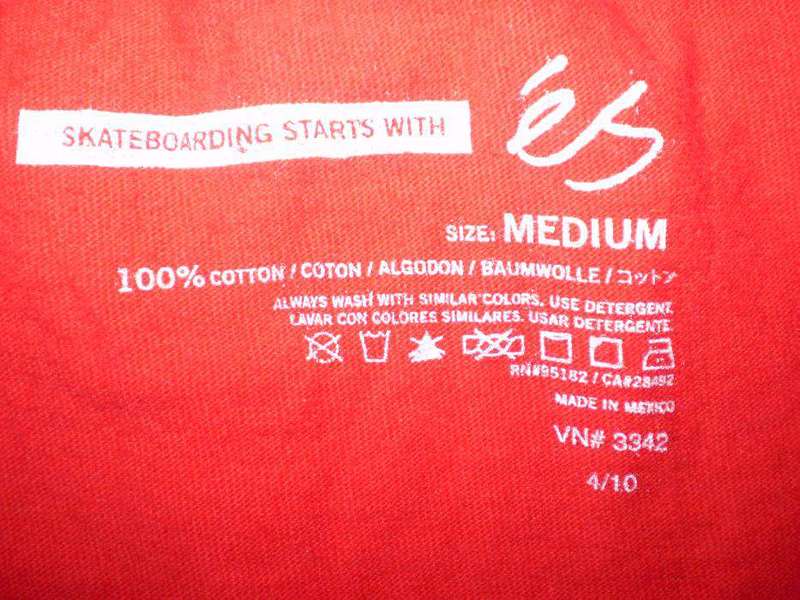 SKATEBOARDING STARTS WITH
éS
SIZE: MEDIUM
100% COTTON / COTON / ALGODON / BAUMWOLLE / コットン
ALWAYS WASH WITH SIMILAR COLORS. USE DETERGENT.
LAVAR CON COLORES SIMILARES. USAR DETERGENTE.
RN#95182 / CA#28492
MADE IN MEXICO
VN# 3342
4/10